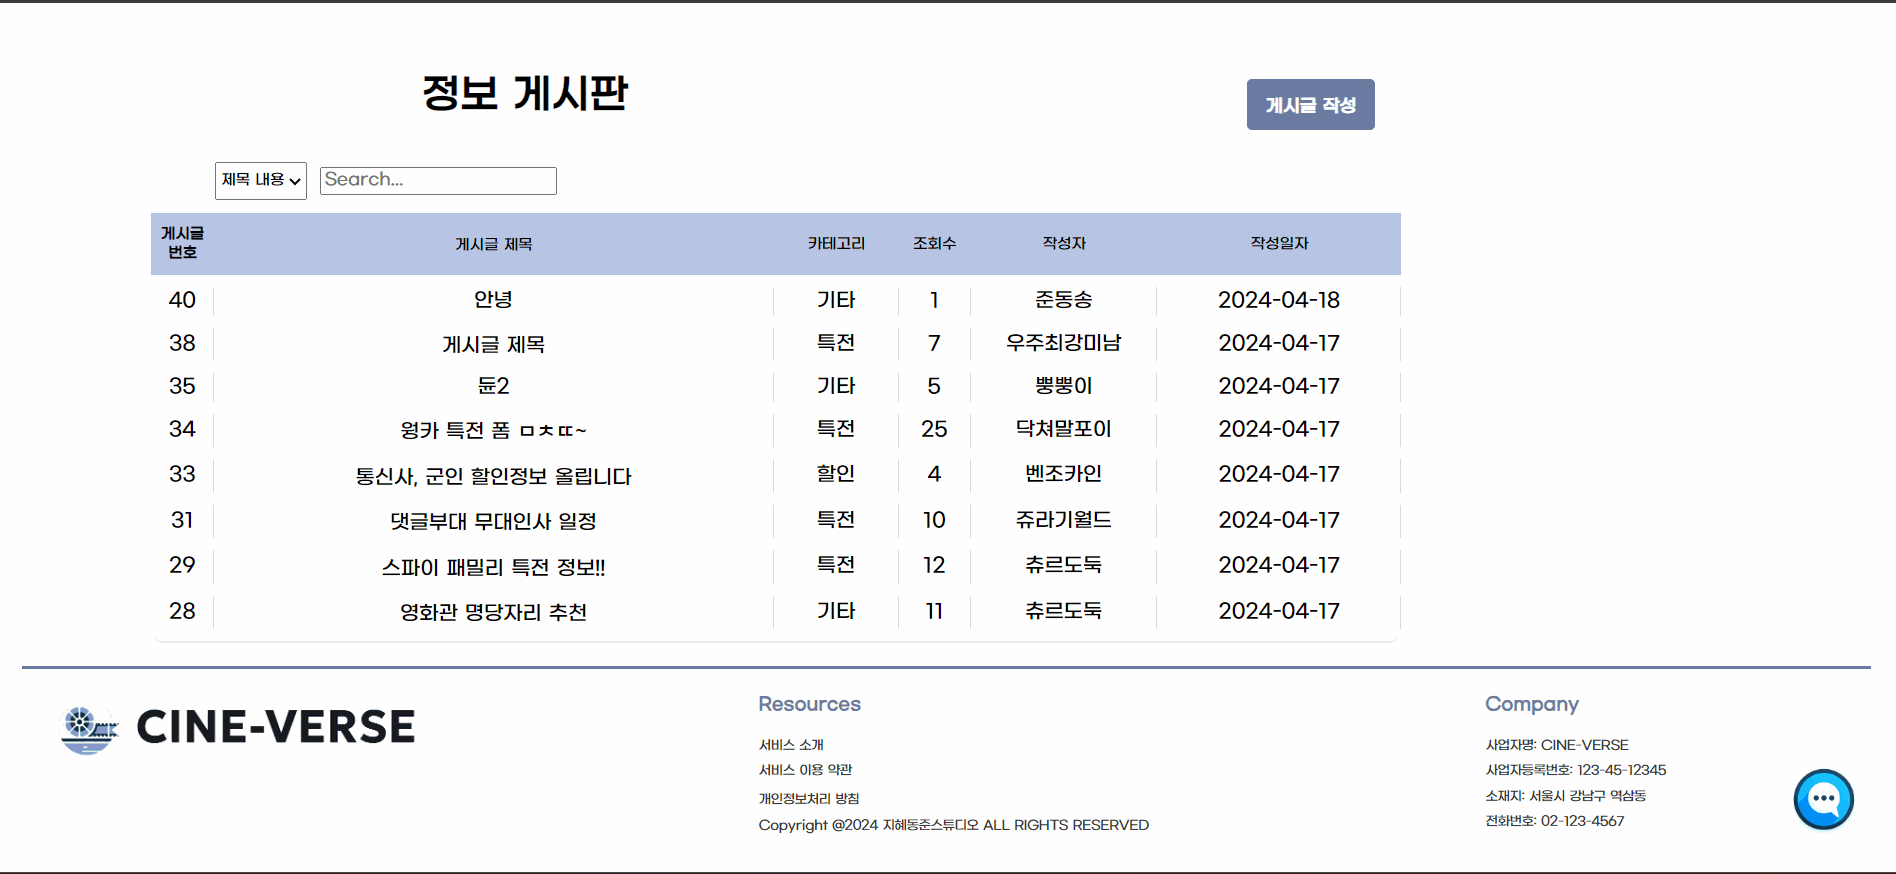 정보 게시판
게시글 작성
제목 내용
Search...
게시글
번호
게시글 제목 카테고리 조회수 작성자 작성일자
40 안녕 기타 1 준동송 2024-04-18
38 게시글 제목 특전 7 우주최강미남 2024-04-17
35 듄2 기타 5 뿡뿡이 2024-04-17
34 웡카 특전 폼 ㅁㅊㄸ~ 특전 25 닥쳐말포이 2024-04-17
33 통신사, 군인 할인정보 올립니다 할인 4 벤조카인 2024-04-17
31 댓글부대 무대인사 일정 특전 10 쥬라기월드 2024-04-17
29 스파이 패밀리 특전 정보!! 특전 12 츄르도둑 2024-04-17
28 영화관 명당자리 추천 기타 11 츄르도둑 2024-04-17
CINE-VERSE
Resources
서비스 소개
서비스 이용 약관
개인정보처리 방침
Copyright @2024 지혜동준스튜디오 ALL RIGHTS RESERVED
Company
사업자명: CINE-VERSE
사업자등록번호: 123-45-12345
소재지: 서울시 강남구 역삼동
전화번호: 02-123-4567